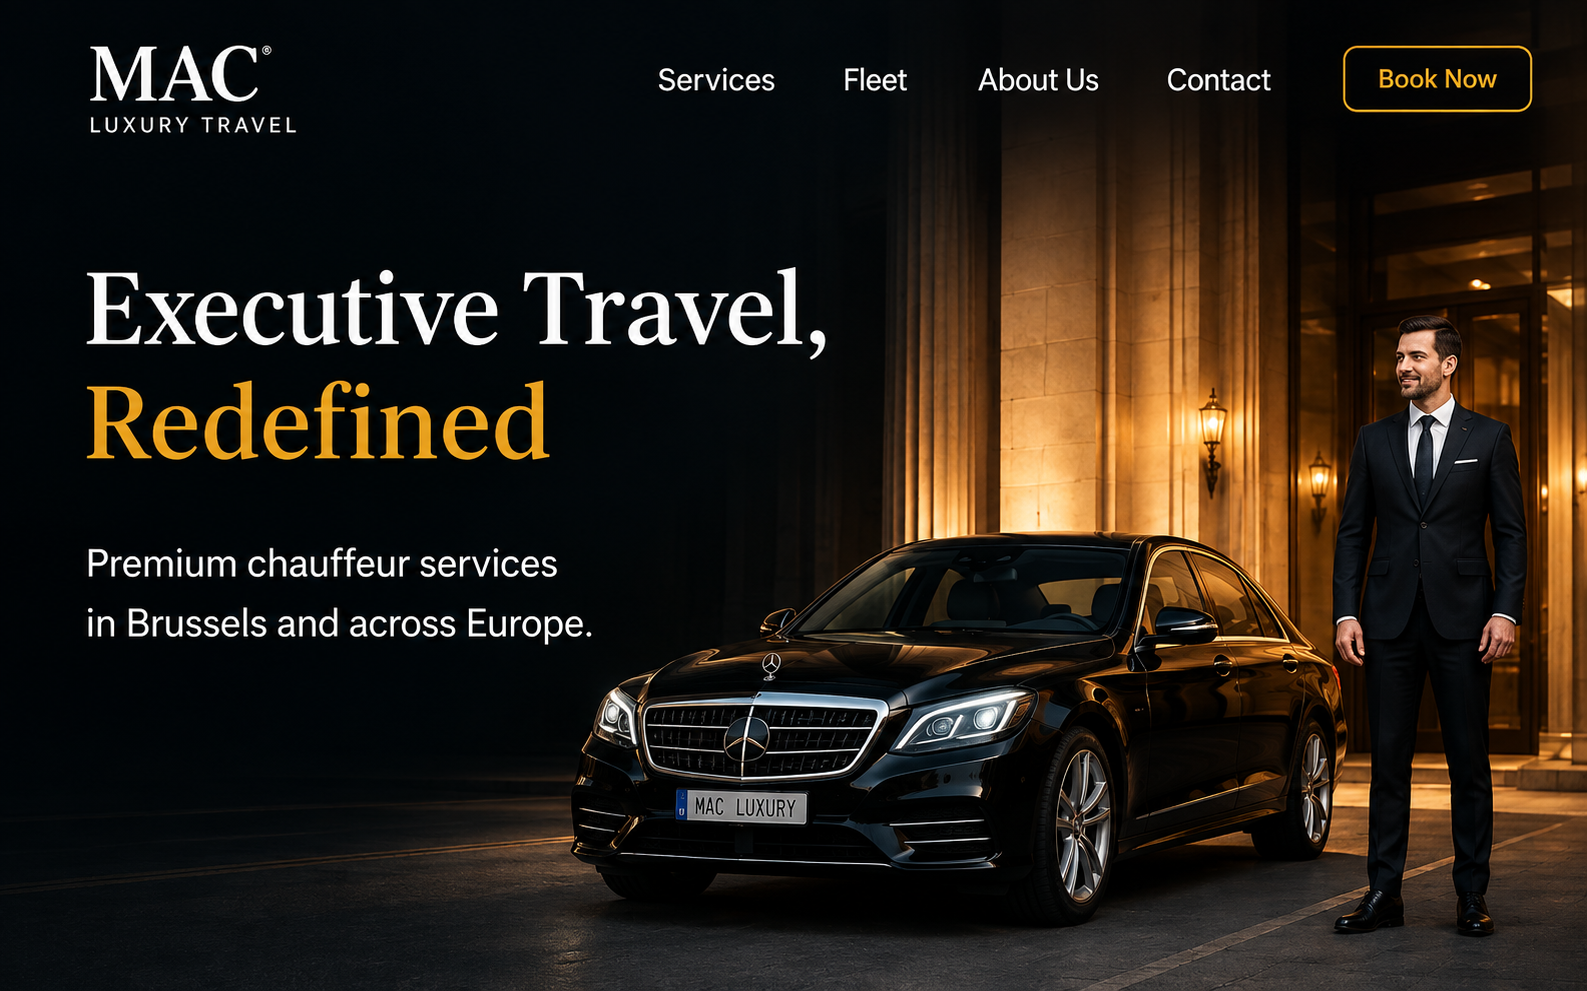 MAC®
LUXURY TRAVEL
Services
Fleet
About Us
Contact
Book Now
Executive Travel,
Redefined
Premium chauffeur services
in Brussels and across Europe.
MAC LUXURY